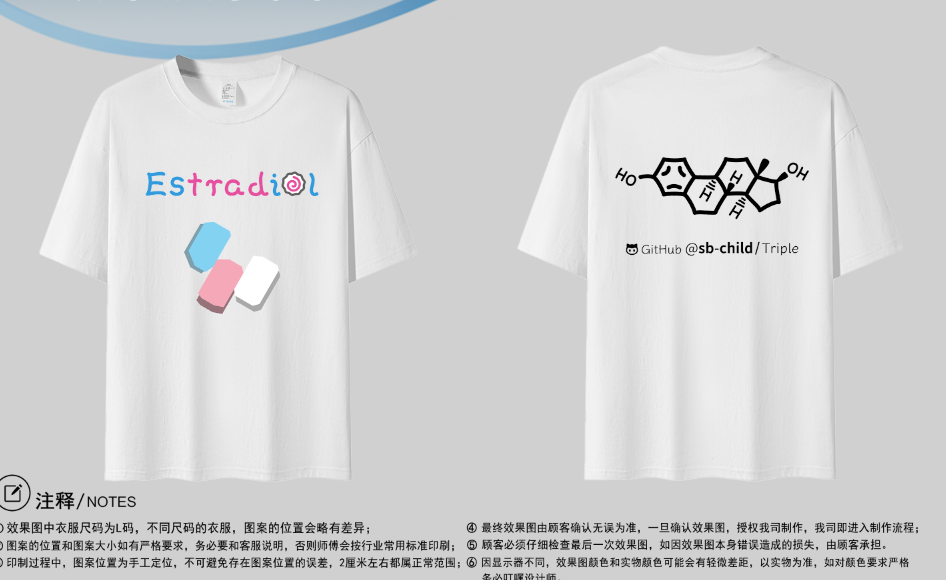 Estradiol
HO
OH
H
H
H
GitHub @sb-child/Triple
注释/NOTES
效果图中衣服尺码为L码，不同尺码的衣服，图案的位置会略有差异；
图案的位置和图案大小如有严格要求，务必要和客服说明，否则师傅会按行业常用标准印刷；
印制过程中，图案位置为手工定位，不可避免存在图案位置的误差，2厘米左右都属正常范围；
④ 最终效果图由顾客确认无误为准，一旦确认效果图，授权我司制作，我司即进入制作流程；
⑤ 顾客必须仔细检查最后一次效果图，如因效果图本身错误造成的损失，由顾客承担。
⑥ 因显示器不同，效果图颜色和实物颜色可能会有轻微差距，以实物为准，如对颜色要求严格
务必叮嘱设计师。